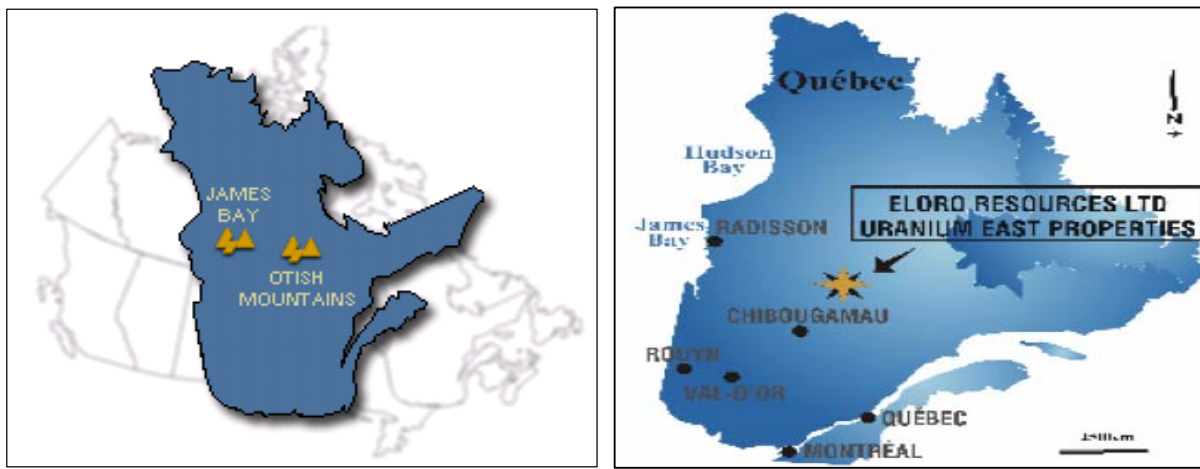 JAMES
BAY
OTISH
MOUNTAINS
Québec
N
Hudson
Bay
ELORO RESOURCES LTD
URANIUM EAST PROPERTIES
James
Bay
RADISSON
CHIBOUGAMAU
ROUYN
VAL-D'OR
QUÉBEC
MONTRÉAL